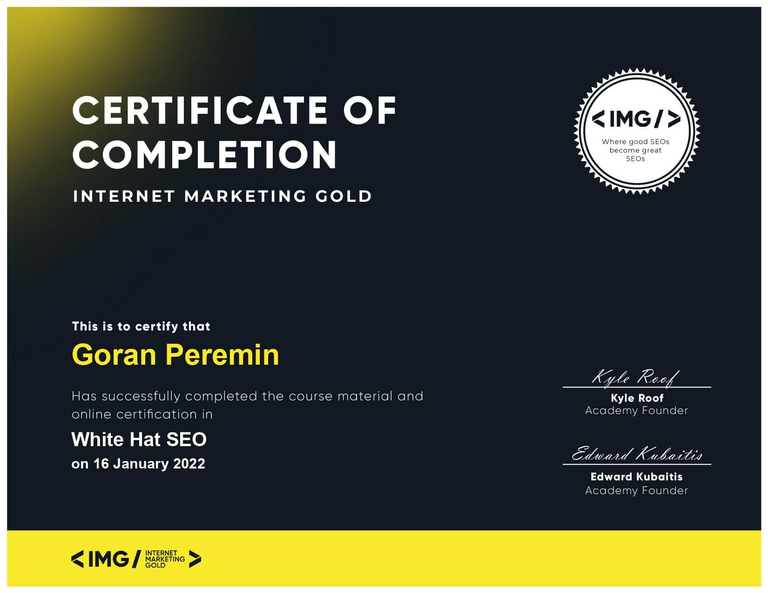 CERTIFICATE OF
COMPLETION
INTERNET MARKETING GOLD
<IMG/>
Where good SEOs
become great
SEOs
This is to certify that
Goran Peremin
Has successfully completed the course material and
online certification in
White Hat SEO
on 16 January 2022
Kyle Roof
Kyle Roof
Academy Founder
Edward Kubaitis
Edward Kubaitis
Academy Founder
<IMG/ INTERNET
MARKETING
GOLD >